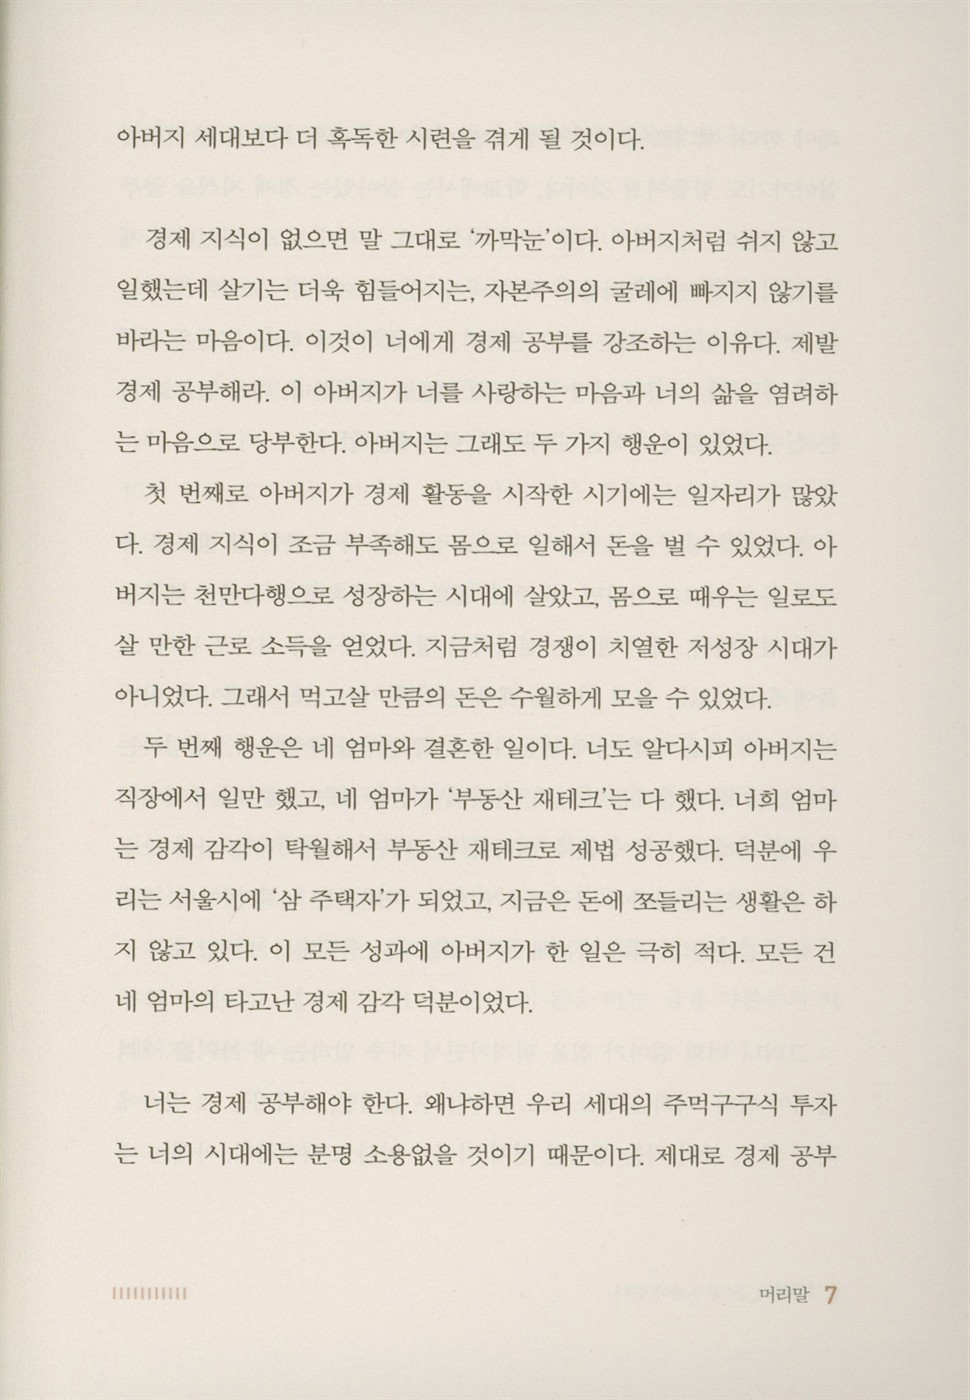 아버지 세대보다 더 혹독한 시련을 겪게 될 것이다.
경제 지식이 없으면 말 그대로 ‘까막눈’이다. 아버지처럼 쉬지 않고
일했는데 살기는 더욱 힘들어지는, 자본주의의 굴레에 빠지지 않기를
바라는 마음이다. 이것이 너에게 경제 공부를 강조하는 이유다. 제발
경제 공부해라. 이 아버지가 너를 사랑하는 마음과 너의 삶을 염려하
는 마음으로 당부한다. 아버지는 그래도 두 가지 행운이 있었다.
첫 번째로 아버지가 경제 활동을 시작한 시기에는 일자리가 많았
다. 경제 지식이 조금 부족해도 몸으로 일해서 돈을 벌 수 있었다. 아
버지는 천만다행으로 성장하는 시대에 살았고, 몸으로 때우는 일로도
살 만한 근로 소득을 얻었다. 지금처럼 경쟁이 치열한 저성장 시대가
아니었다. 그래서 먹고살 만큼의 돈은 수월하게 모을 수 있었다.
두 번째 행운은 네 엄마와 결혼한 일이다. 너도 알다시피 아버지는
직장에서 일만 했고, 네 엄마가 ‘부동산 재테크’는 다 했다. 너희 엄마
는 경제 감각이 탁월해서 부동산 재테크로 제법 성공했다. 덕분에 우
리는 서울시에 ‘삼 주택자’가 되었고, 지금은 돈에 쪼들리는 생활은 하
지 않고 있다. 이 모든 성과에 아버지가 한 일은 극히 적다. 모든 건
네 엄마의 타고난 경제 감각 덕분이었다.
너는 경제 공부해야 한다. 왜냐하면 우리 세대의 주먹구구식 투자
는 너의 시대에는 분명 소용없을 것이기 때문이다. 제대로 경제 공부
머리말 7